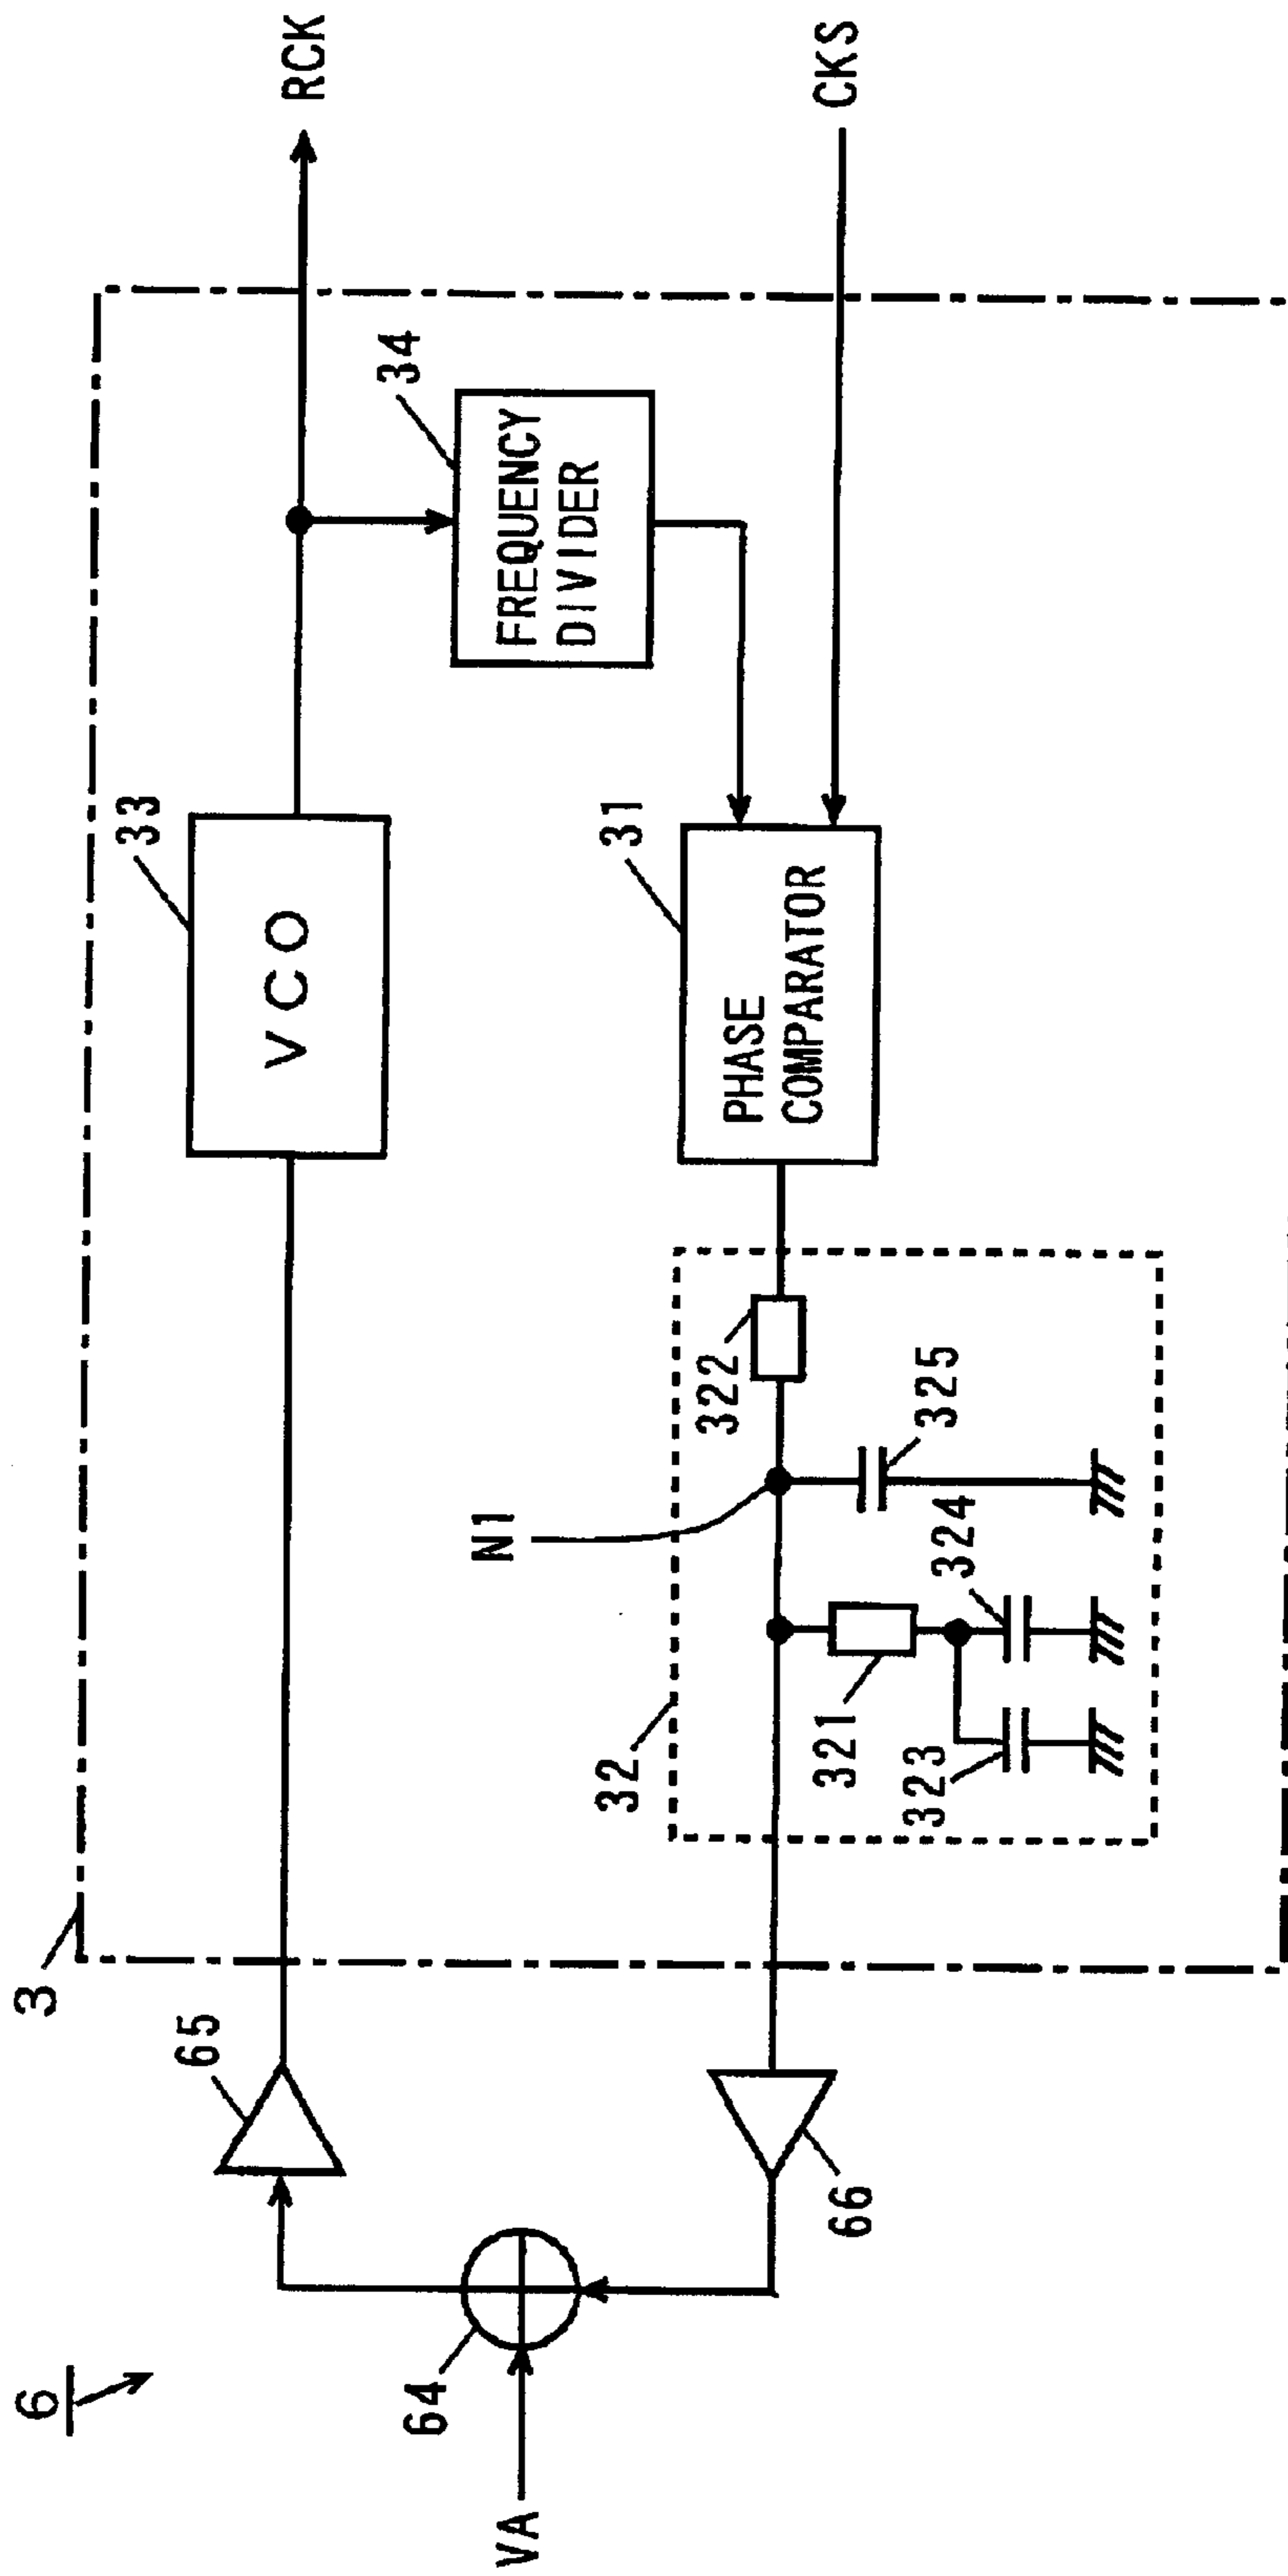 6
3
VA
64
65
66
33
VCO
RCK
34
FREQUENCY
DIVIDER
CKS
31
PHASE
COMPARATOR
N1
32
322
325
324
321
323